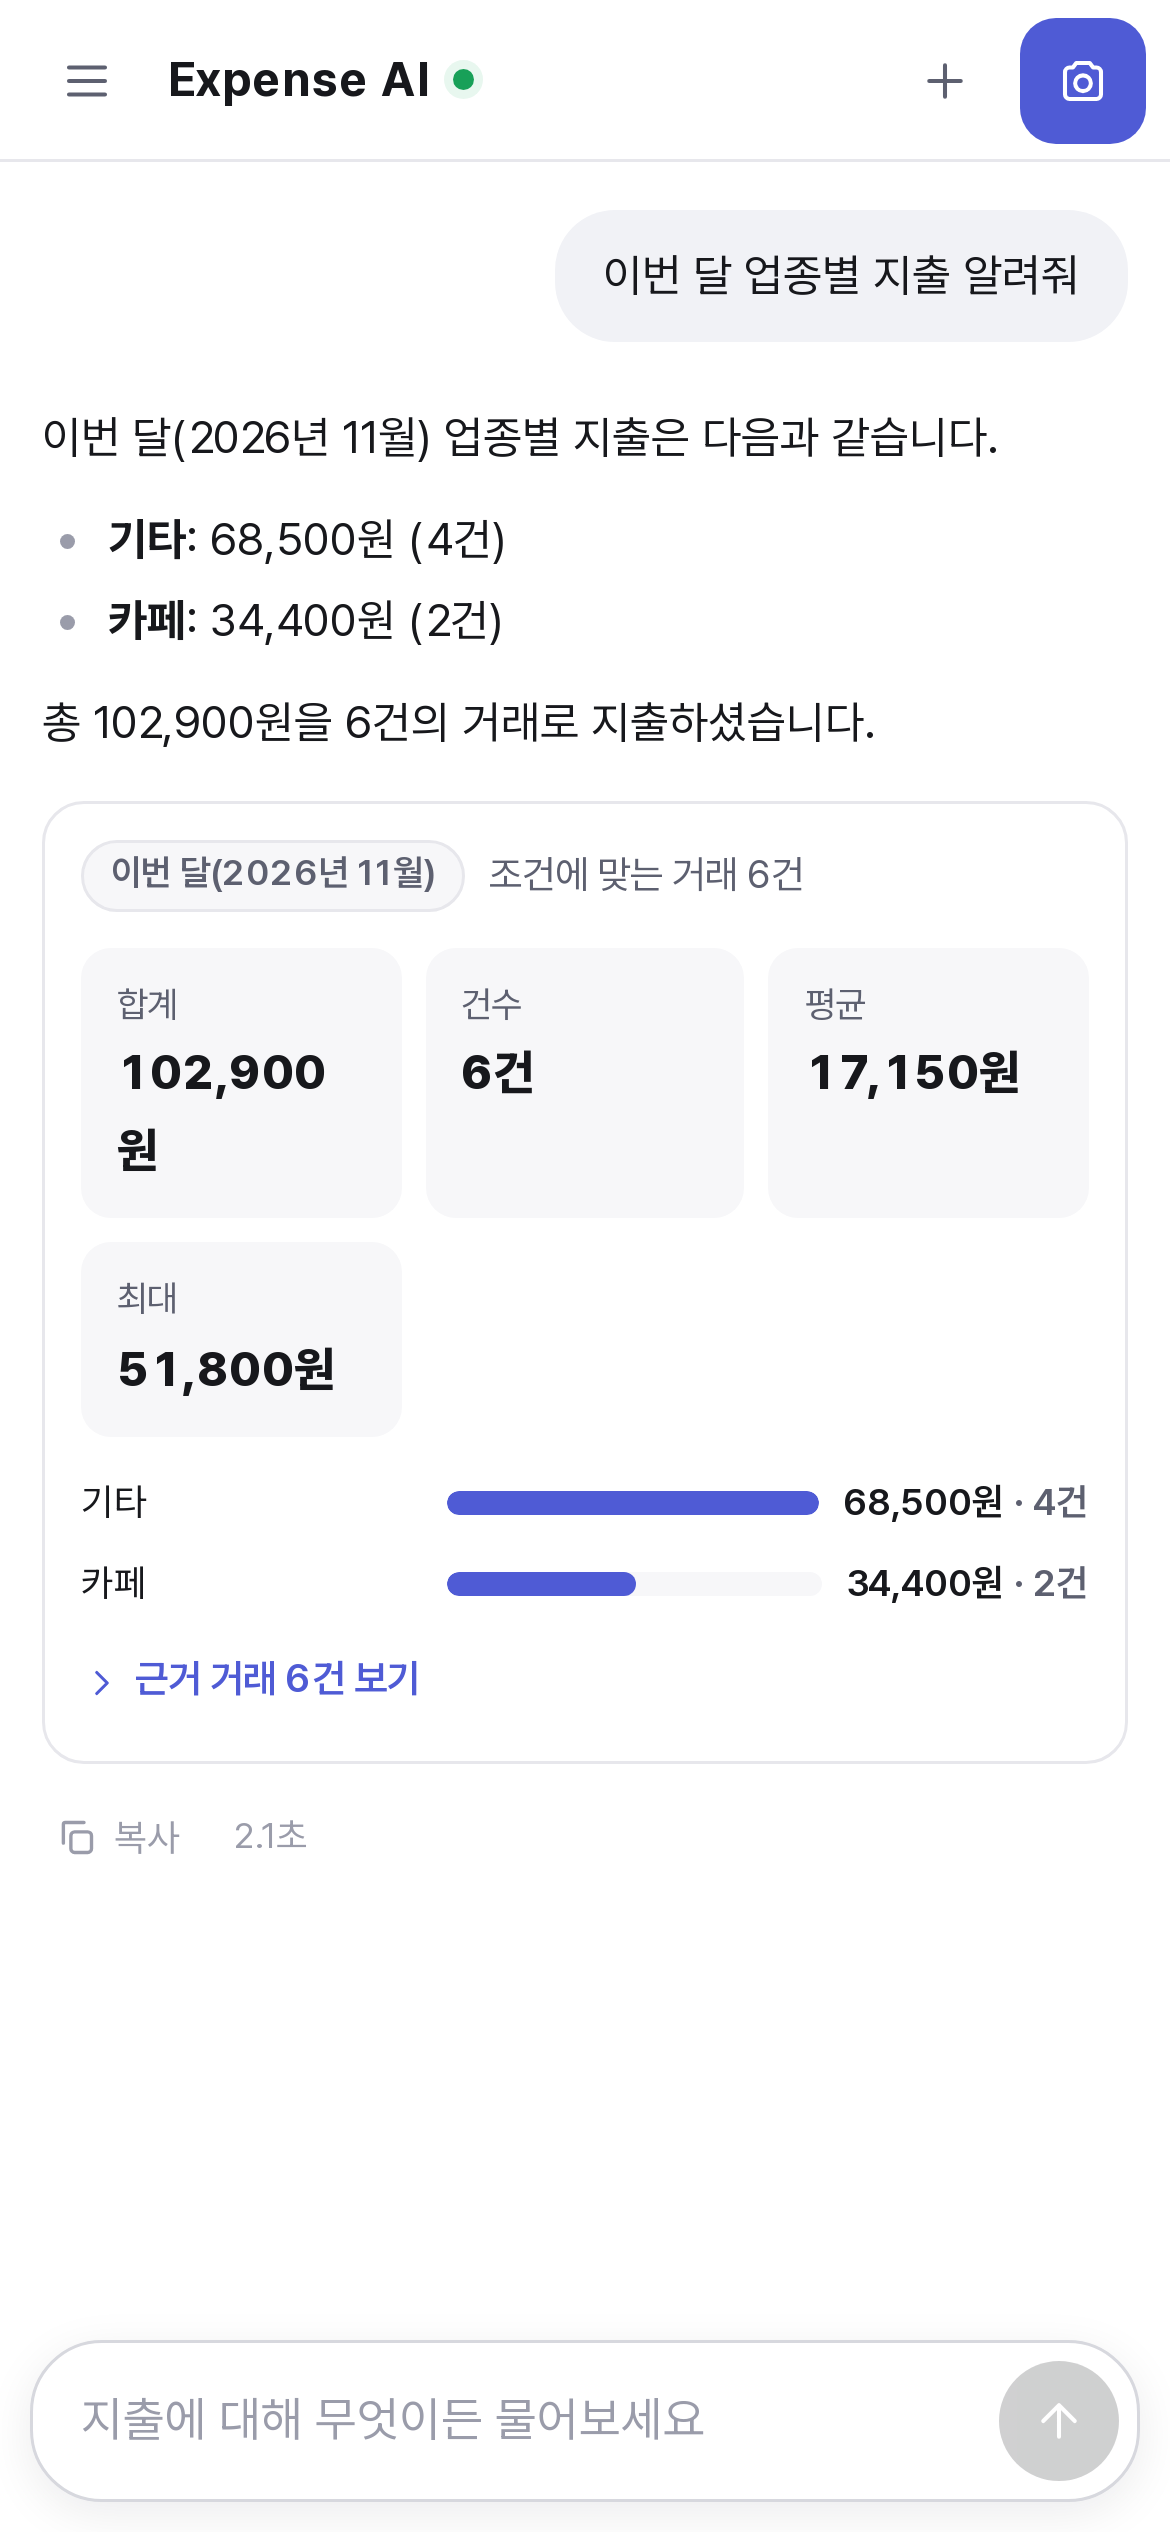 Expense AI
이번 달 업종별 지출 알려줘
이번 달(2026년 11월) 업종별 지출은 다음과 같습니다.
기타: 68,500원 (4건)
카페: 34,400원 (2건)
총 102,900원을 6건의 거래로 지출하셨습니다.
이번 달(2026년 11월) 조건에 맞는 거래 6건
합계
102,900
원
건수
6건
평균
17,150원
최대
51,800원
기타 68,500원 · 4건
카페 34,400원 · 2건
근거 거래 6건 보기
복사 2.1초
지출에 대해 무엇이든 물어보세요